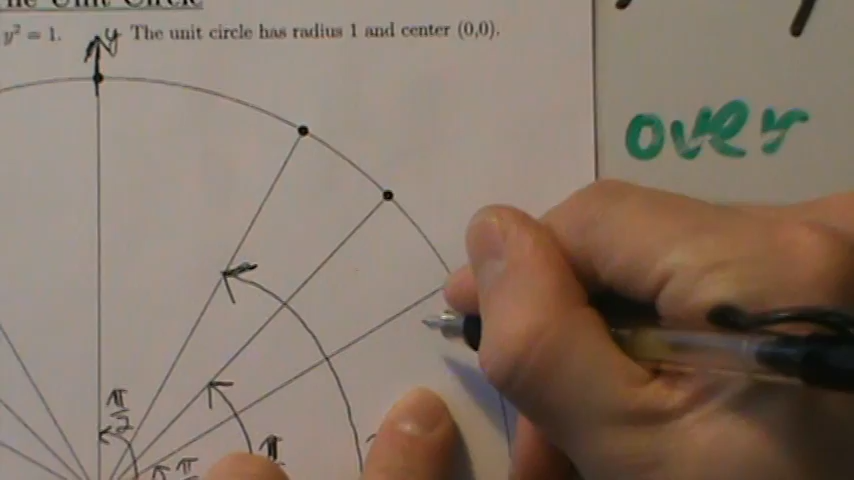 he Unit Circle
y² = 1. The unit circle has radius 1 and center (0,0).
y
over
π/2
π
π